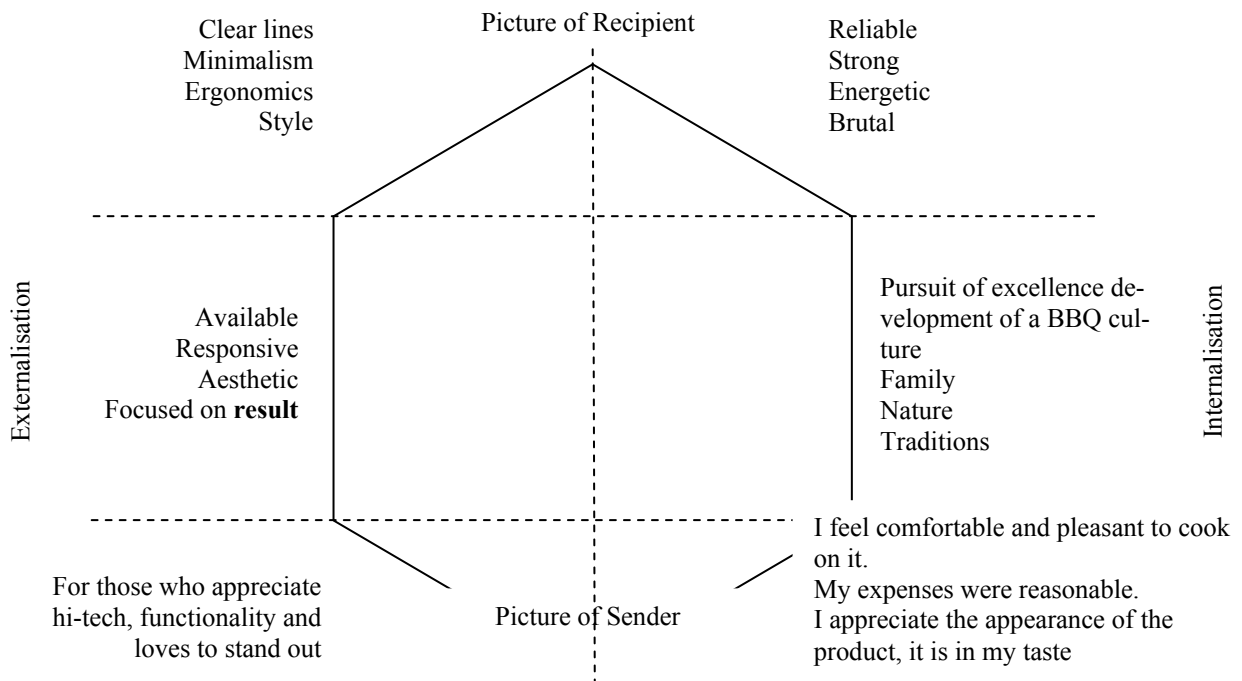 Picture of Recipient
Clear lines
Minimalism
Ergonomics
Style
Reliable
Strong
Energetic
Brutal
Externalisation
Available
Responsive
Aesthetic
Focused on result
Pursuit of excellence de-
velopment of a BBQ cul-
ture
Family
Nature
Traditions
Internalisation
For those who appreciate
hi-tech, functionality and
loves to stand out
Picture of Sender
I feel comfortable and pleasant to cook
on it.
My expenses were reasonable.
I appreciate the appearance of the
product, it is in my taste